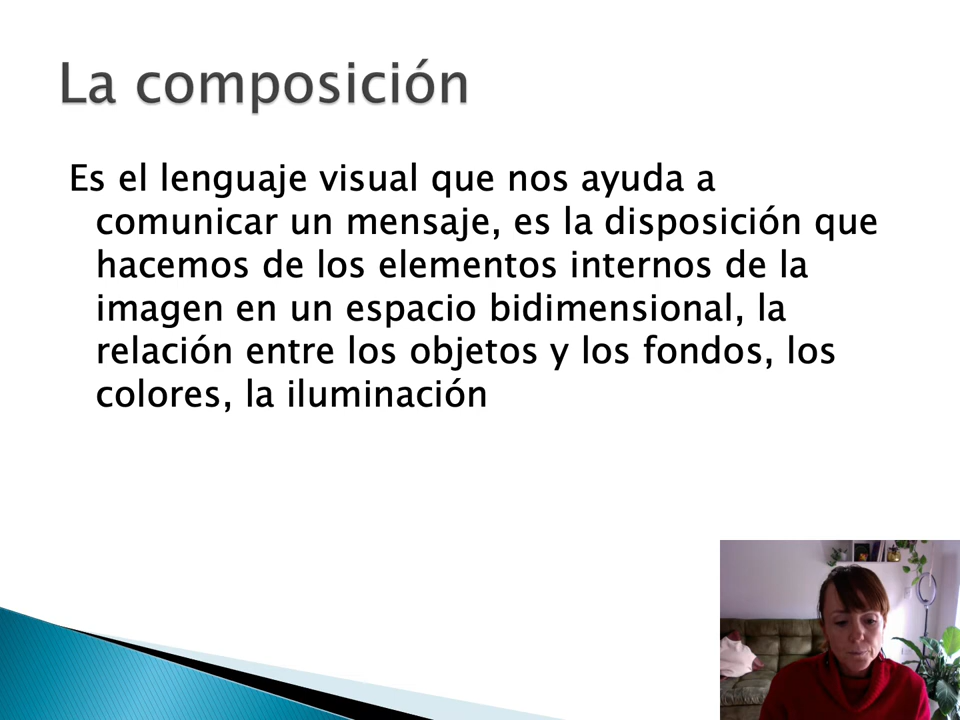 La composición
Es el lenguaje visual que nos ayuda a
comunicar un mensaje, es la disposición que
hacemos de los elementos internos de la
imagen en un espacio bidimensional, la
relación entre los objetos y los fondos, los
colores, la iluminación